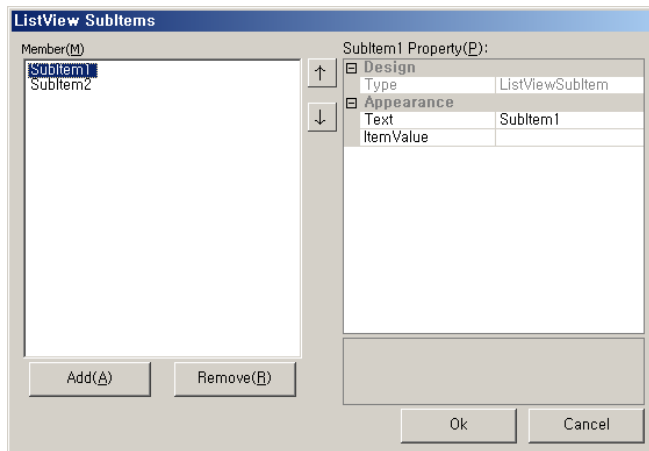 ListView SubItems
Member(M)
SubItem1
SubItem2
↑
↓
Add(A)
Remove(R)
SubItem1 Property(P):
Design
Type ListViewSubItem
Appearance
Text SubItem1
ItemValue
Ok
Cancel